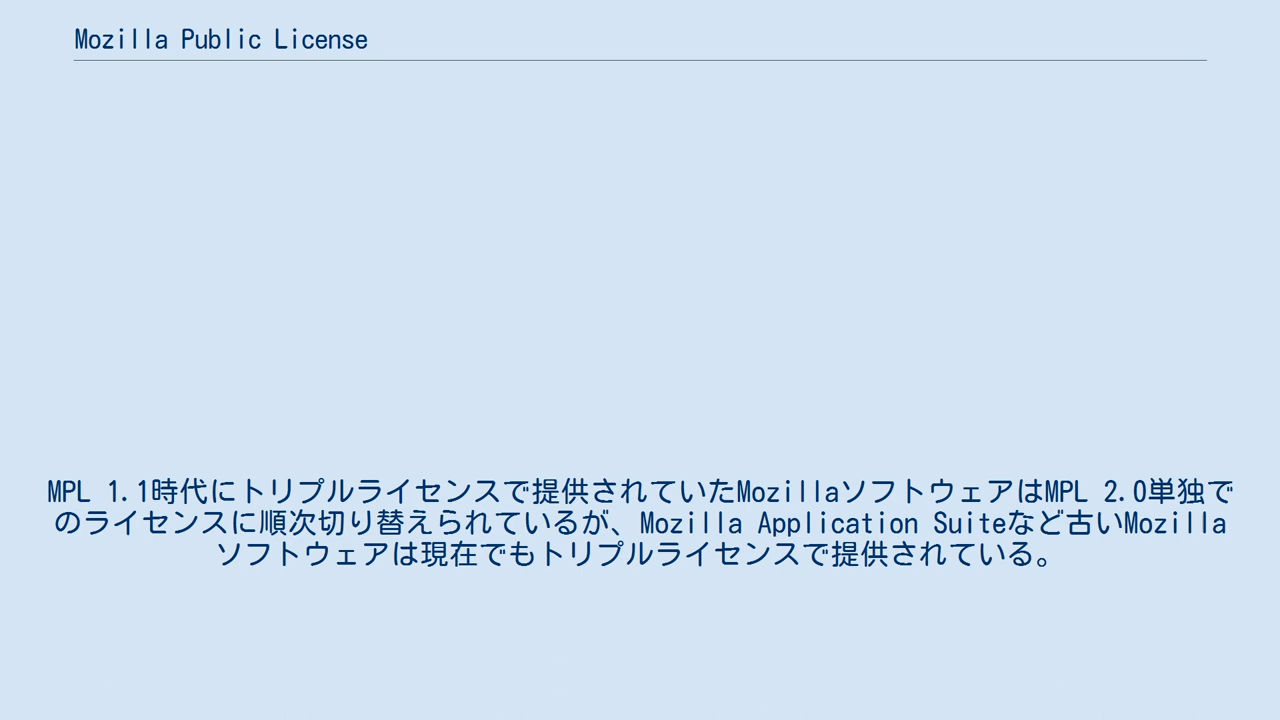 Mozilla Public License
MPL 1.1時代にトリプルライセンスで提供されていたMozillaソフトウェアはMPL 2.0単独で
のライセンスに順次切り替えられているが、Mozilla Application Suiteなど古いMozilla
ソフトウェアは現在でもトリプルライセンスで提供されている。